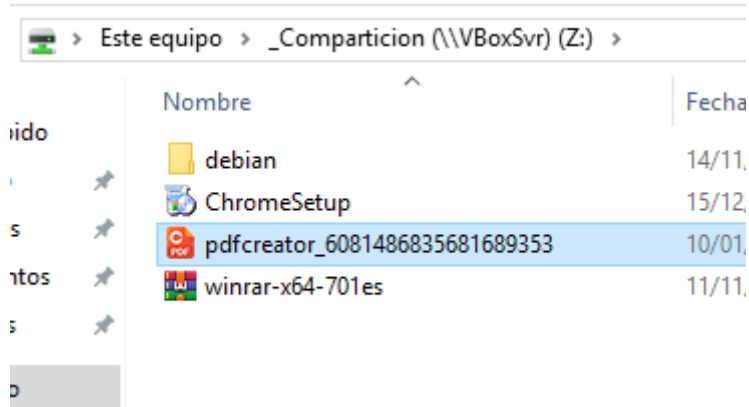 Este equipo > _Comparticion (\\VBoxSvr) (Z:) >
Nombre Fecha
debian 14/11
ChromeSetup 15/12
pdfcreator_6081486835681689353 10/01
winrar-x64-701es 11/11